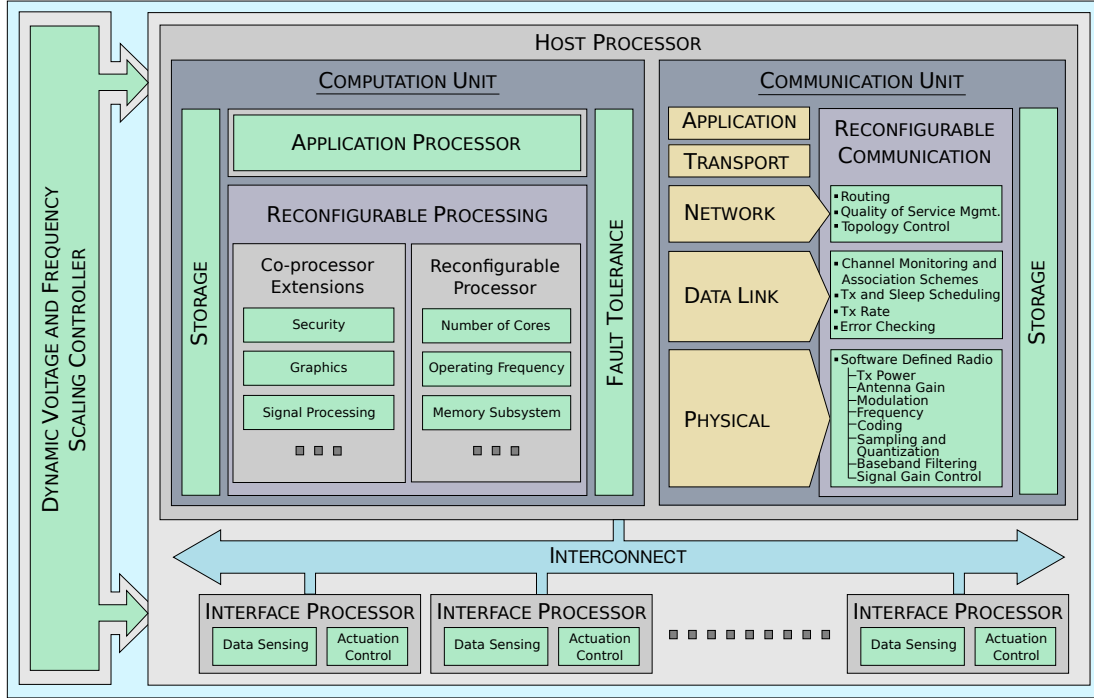 DYNAMIC VOLTAGE AND FREQUENCY
SCALING CONTROLLER
HOST PROCESSOR
COMPUTATION UNIT
STORAGE
APPLICATION PROCESSOR
RECONFIGURABLE PROCESSING
Co-processor
Extensions
Security
Graphics
Signal Processing
Reconfigurable
Processor
Number of Cores
Operating Frequency
Memory Subsystem
FAULT TOLERANCE
COMMUNICATION UNIT
APPLICATION
TRANSPORT
NETWORK
DATA LINK
PHYSICAL
RECONFIGURABLE
COMMUNICATION
▪Routing
▪Quality of Service Mgmt.
▪Topology Control
▪Channel Monitoring and
Association Schemes
▪Tx and Sleep Scheduling
▪Tx Rate
▪Error Checking
▪Software Defined Radio
Tx Power
Antenna Gain
Modulation
Frequency
Coding
Sampling and
Quantization
Baseband Filtering
Signal Gain Control
STORAGE
INTERCONNECT
INTERFACE PROCESSOR
Data Sensing
Actuation
Control
INTERFACE PROCESSOR
Data Sensing
Actuation
Control
INTERFACE PROCESSOR
Data Sensing
Actuation
Control